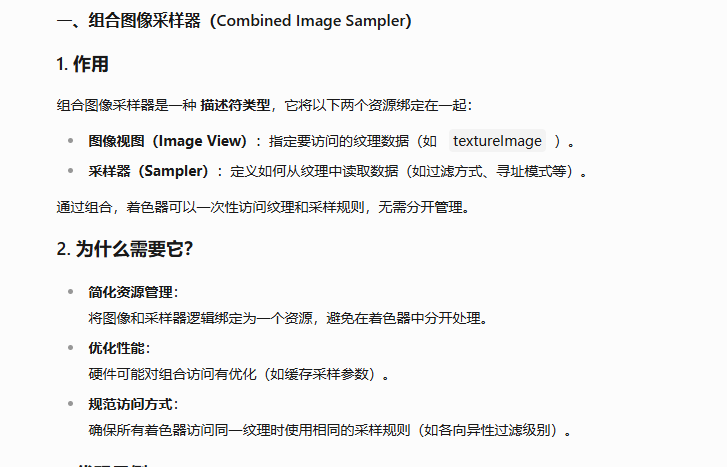 一、组合图像采样器（Combined Image Sampler）
1. 作用
组合图像采样器是一种 描述符类型，它将以下两个资源绑定在一起：
图像视图（Image View）：指定要访问的纹理数据（如 textureImage ）。
采样器（Sampler）：定义如何从纹理中读取数据（如过滤方式、寻址模式等）。
通过组合，着色器可以一次性访问纹理和采样规则，无需分开管理。
2. 为什么需要它？
简化资源管理：
将图像和采样器逻辑绑定为一个资源，避免在着色器中分开处理。
优化性能：
硬件可能对组合访问有优化（如缓存采样参数）。
规范访问方式：
确保所有着色器访问同一纹理时使用相同的采样规则（如各向异性过滤级别）。